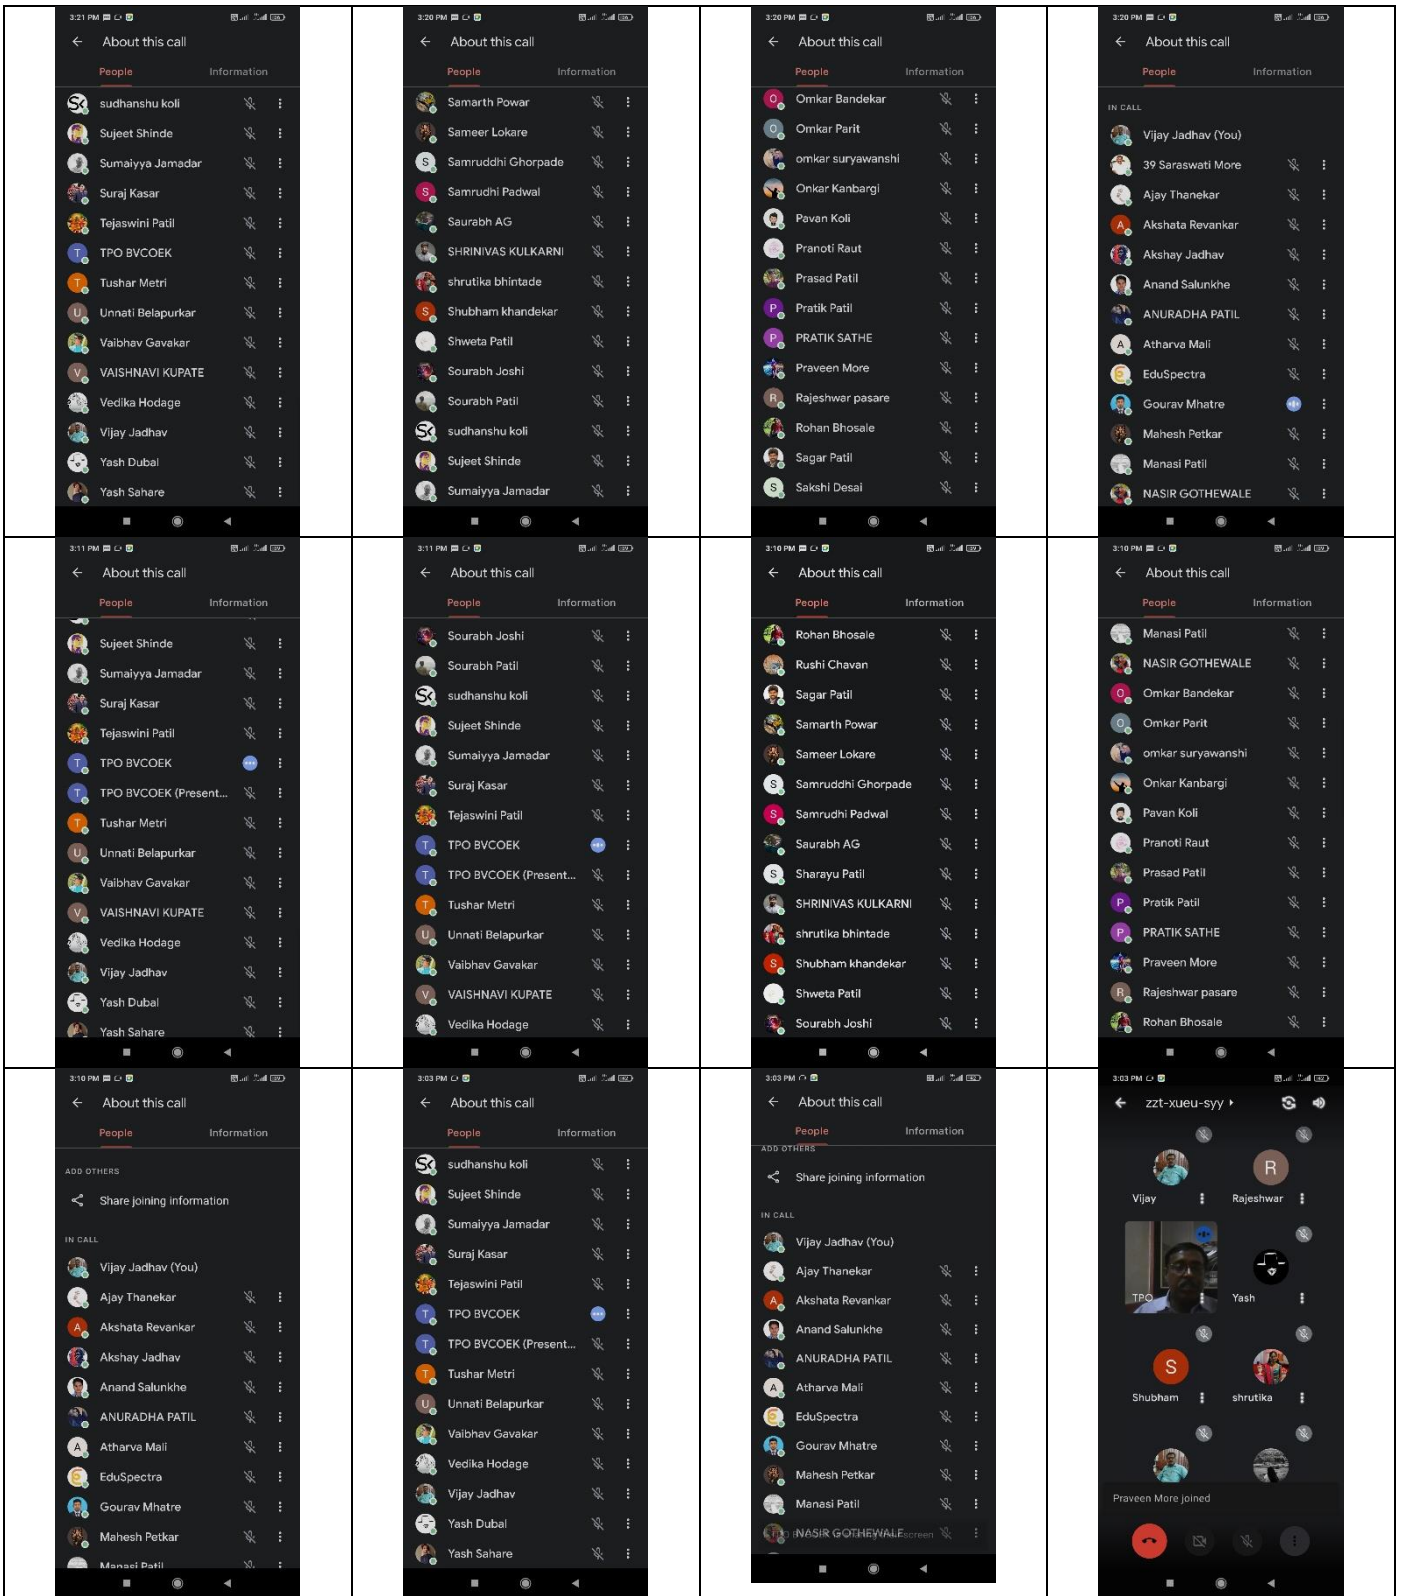 3:21 PM
About this call
People Information
sudhanshu koli
Sujeet Shinde
Sumaiyya Jamadar
Suraj Kasar
Tejaswini Patil
T TPO BVCOEK
T Tushar Metri
U Unnati Belapurkar
Vaibhav Gavakar
V VAISHNAVI KUPATE
Vedika Hodage
Vijay Jadhav
Yash Dubal
Yash Sahare
3:20 PM
About this call
People Information
Samarth Powar
Sameer Lokare
S Samruddhi Ghorpade
S Samrudhi Padwal
Saurabh AG
SHRINIVAS KULKARNI
shrutika bhintade
S Shubham khandekar
Shweta Patil
Sourabh Joshi
Sourabh Patil
sudhanshu koli
Sujeet Shinde
Sumaiyya Jamadar
3:20 PM
About this call
People Information
O Omkar Bandekar
O Omkar Parit
omkar suryawanshi
Onkar Kanbargi
Pavan Koli
Pranoti Raut
Prasad Patil
P Pratik Patil
P PRATIK SATHE
Praveen More
R Rajeshwar pasare
Rohan Bhosale
Sagar Patil
S Sakshi Desai
3:20 PM
About this call
People Information
IN CALL
Vijay Jadhav (You)
39 Saraswati More
Ajay Thanekar
A Akshata Revankar
Akshay Jadhav
Anand Salunkhe
ANURADHA PATIL
A Atharva Mali
EduSpectra
Gourav Mhatre
Mahesh Petkar
Manasi Patil
NASIR GOTHEWALE
3:11 PM
About this call
People Information
Sujeet Shinde
Sumaiyya Jamadar
Suraj Kasar
Tejaswini Patil
T TPO BVCOEK
T TPO BVCOEK (Present...
T Tushar Metri
U Unnati Belapurkar
Vaibhav Gavakar
V VAISHNAVI KUPATE
Vedika Hodage
Vijay Jadhav
Yash Dubal
Yash Sahare
3:11 PM
About this call
People Information
Sourabh Joshi
Sourabh Patil
sudhanshu koli
Sujeet Shinde
Sumaiyya Jamadar
Suraj Kasar
Tejaswini Patil
T TPO BVCOEK
T TPO BVCOEK (Present...
T Tushar Metri
U Unnati Belapurkar
Vaibhav Gavakar
V VAISHNAVI KUPATE
Vedika Hodage
3:10 PM
About this call
People Information
Rohan Bhosale
Rushi Chavan
Sagar Patil
Samarth Powar
Sameer Lokare
S Samruddhi Ghorpade
S Samrudhi Padwal
Saurabh AG
S Sharayu Patil
SHRINIVAS KULKARNI
shrutika bhintade
S Shubham khandekar
Shweta Patil
Sourabh Joshi
3:10 PM
About this call
People Information
Manasi Patil
NASIR GOTHEWALE
O Omkar Bandekar
O Omkar Parit
omkar suryawanshi
Onkar Kanbargi
Pavan Koli
Pranoti Raut
Prasad Patil
P Pratik Patil
P PRATIK SATHE
Praveen More
R Rajeshwar pasare
Rohan Bhosale
3:10 PM
About this call
People Information
ADD OTHERS
Share joining information
IN CALL
Vijay Jadhav (You)
Ajay Thanekar
A Akshata Revankar
Akshay Jadhav
Anand Salunkhe
ANURADHA PATIL
A Atharva Mali
EduSpectra
Gourav Mhatre
Mahesh Petkar
Manasi Patil
3:03 PM
About this call
People Information
sudhanshu koli
Sujeet Shinde
Sumaiyya Jamadar
Suraj Kasar
Tejaswini Patil
T TPO BVCOEK
T TPO BVCOEK (Present...
T Tushar Metri
U Unnati Belapurkar
Vaibhav Gavakar
Vedika Hodage
Vijay Jadhav
Yash Dubal
Yash Sahare
3:03 PM
About this call
People Information
ADD OTHERS
Share joining information
IN CALL
Vijay Jadhav (You)
Ajay Thanekar
A Akshata Revankar
Anand Salunkhe
ANURADHA PATIL
A Atharva Mali
EduSpectra
Gourav Mhatre
Mahesh Petkar
Manasi Patil
NASIR GOTHEWALE screen
3:03 PM
zzt-xueu-syy
R
Vijay Rajeshwar
TPO Yash
S
Shubham shrutika
Praveen More joined